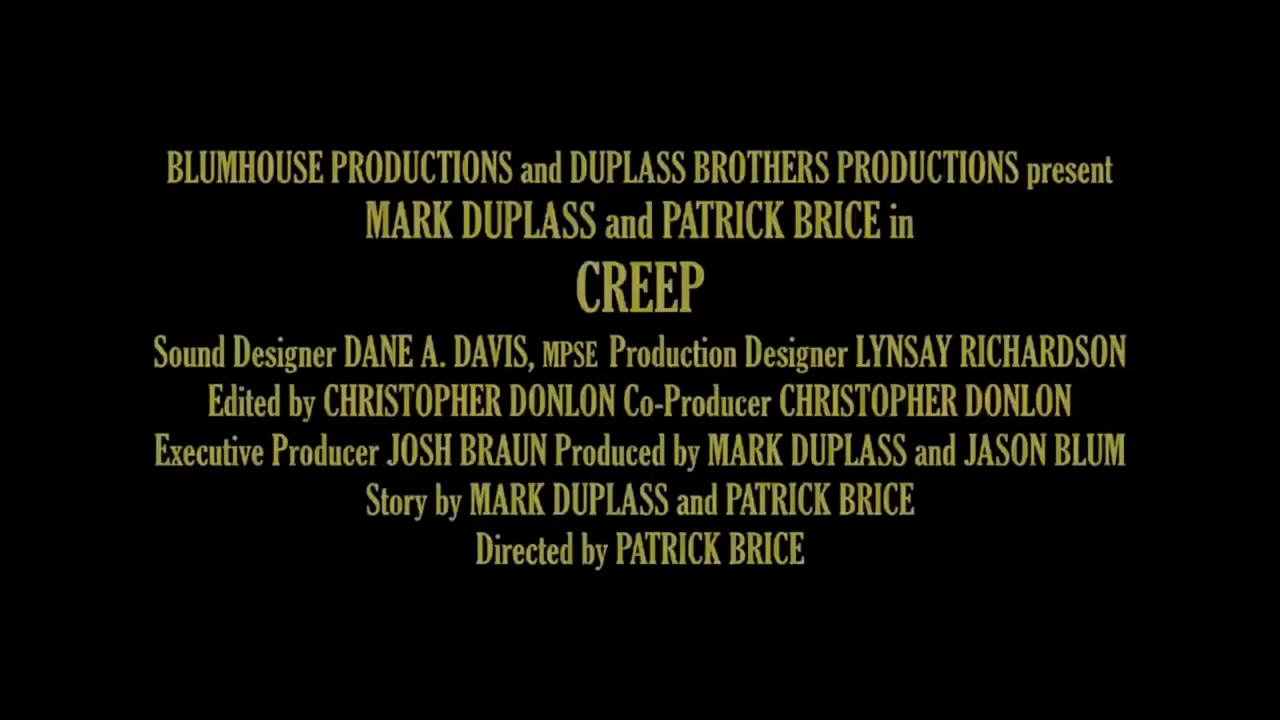 BLUMHOUSE PRODUCTIONS and DUPLASS BROTHERS PRODUCTIONS present
MARK DUPLASS and PATRICK BRICE in
CREEP
Sound Designer DANE A. DAVIS, MPSE Production Designer LYNSAY RICHARDSON
Edited by CHRISTOPHER DONLON Co-Producer CHRISTOPHER DONLON
Executive Producer JOSH BRAUN Produced by MARK DUPLASS and JASON BLUM
Story by MARK DUPLASS and PATRICK BRICE
Directed by PATRICK BRICE